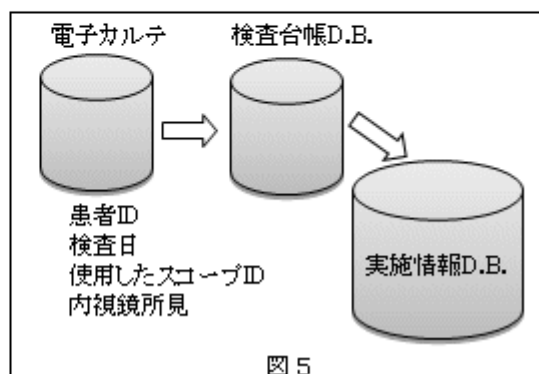 電子カルテ
検査台帳D.B.
患者ID
検査日
使用したスコープID
内視鏡所見
実施情報D.B.
図5